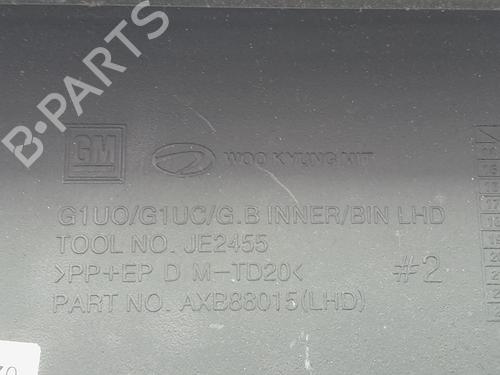 GM WOO KYUNG MIT
G1UO/G1UC/G.B INNER/BIN LHD
TOOL NO. JE2455
>PP+EP D M-TD20< #2
PART NO. AXB88015(LHD)
B-PARTS